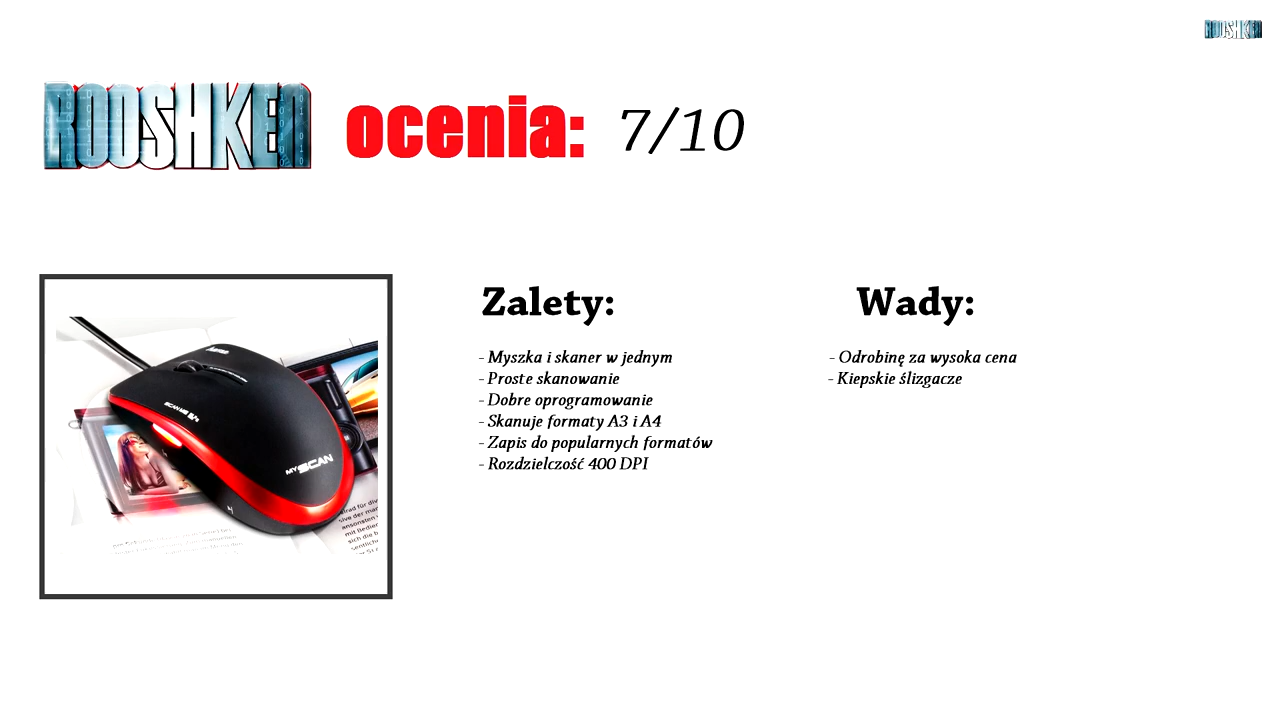 ROOSHKEN
ROOSHKEN ocenia: 7/10
Zalety:
- Myszka i skaner w jednym
- Proste skanowanie
- Dobre oprogramowanie
- Skanuje formaty A3 i A4
- Zapis do popularnych formatów
- Rozdzielczość 400 DPI
Wady:
- Odrobinę za wysoka cena
- Kiepskie ślizgacze
MYSCAN